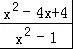 x² - 4x+4
x² - 1